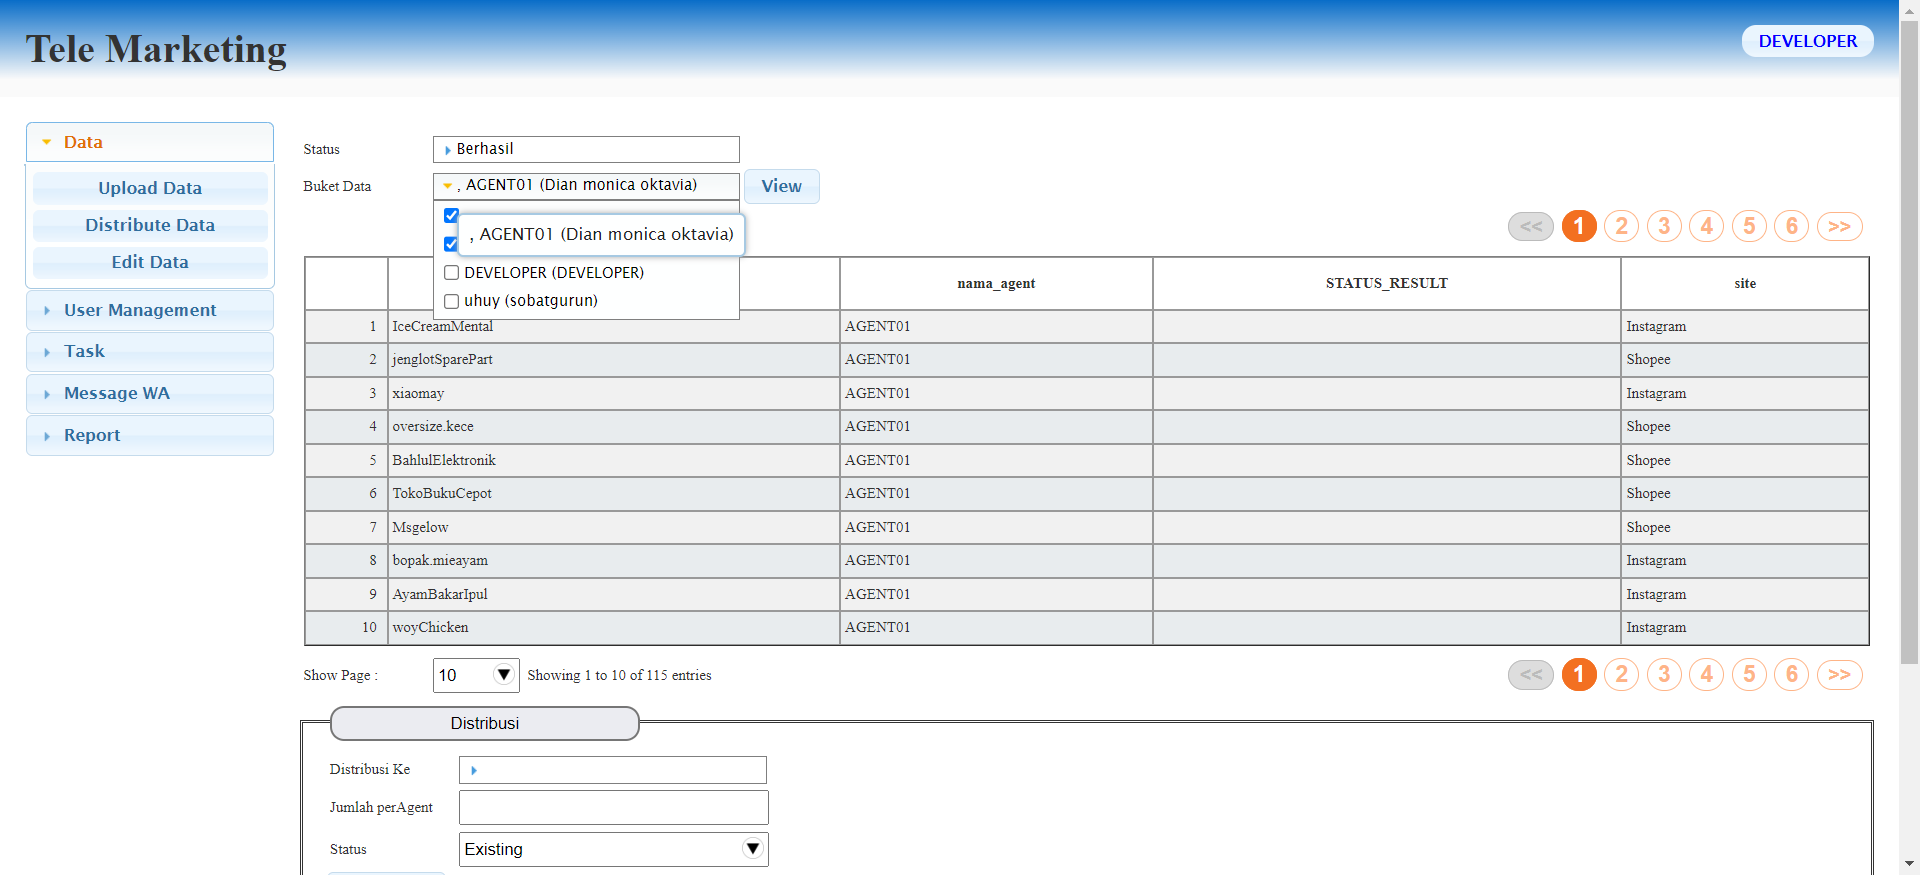 Tele Marketing
DEVELOPER
Data
Upload Data
Distribute Data
Edit Data
User Management
Task
Message WA
Report
Status
Berhasil
Buket Data
, AGENT01 (Dian monica oktavia)
View
, AGENT01 (Dian monica oktavia)
DEVELOPER (DEVELOPER)
uhuy (sobatgurun)
<< 1 2 3 4 5 6 >>
nama_agent STATUS_RESULT site
1 IceCreamMental AGENT01 Instagram
2 jenglotSparePart AGENT01 Shopee
3 xiaomay AGENT01 Instagram
4 oversize.kece AGENT01 Shopee
5 BahlulElektronik AGENT01 Shopee
6 TokoBukuCepot AGENT01 Shopee
7 Msgelow AGENT01 Shopee
8 bopak.mieayam AGENT01 Instagram
9 AyamBakarIpul AGENT01 Instagram
10 woyChicken AGENT01 Instagram
Show Page : 10 Showing 1 to 10 of 115 entries
<< 1 2 3 4 5 6 >>
Distribusi
Distribusi Ke
Jumlah perAgent
Status Existing